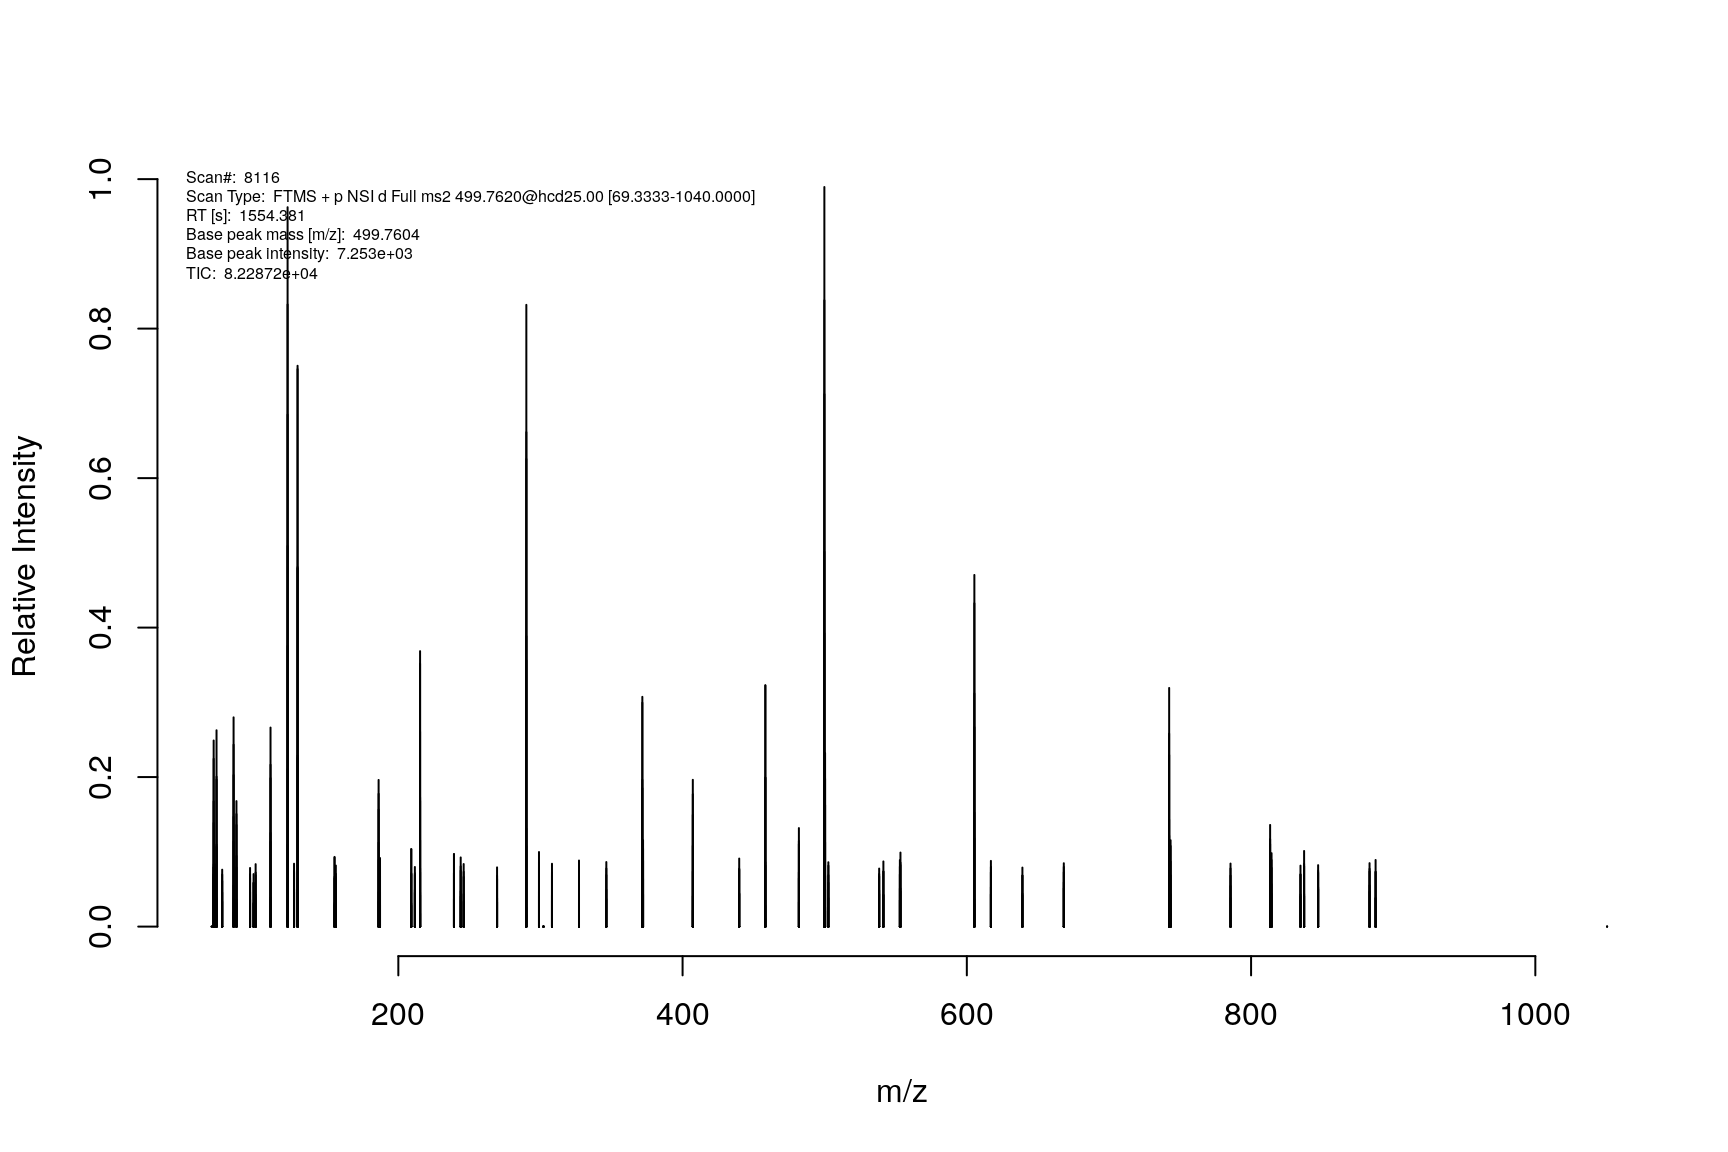 Scan#: 8116
Scan Type: FTMS + p NSI d Full ms2 499.7620@hcd25.00 [69.3333-1040.0000]
RT [s]: 1554.381
Base peak mass [m/z]: 499.7604
Base peak intensity: 7.253e+03
TIC: 8.22872e+04
1.0
0.8
0.6
0.4
0.2
0.0
Relative Intensity
200 400 600 800 1000
m/z